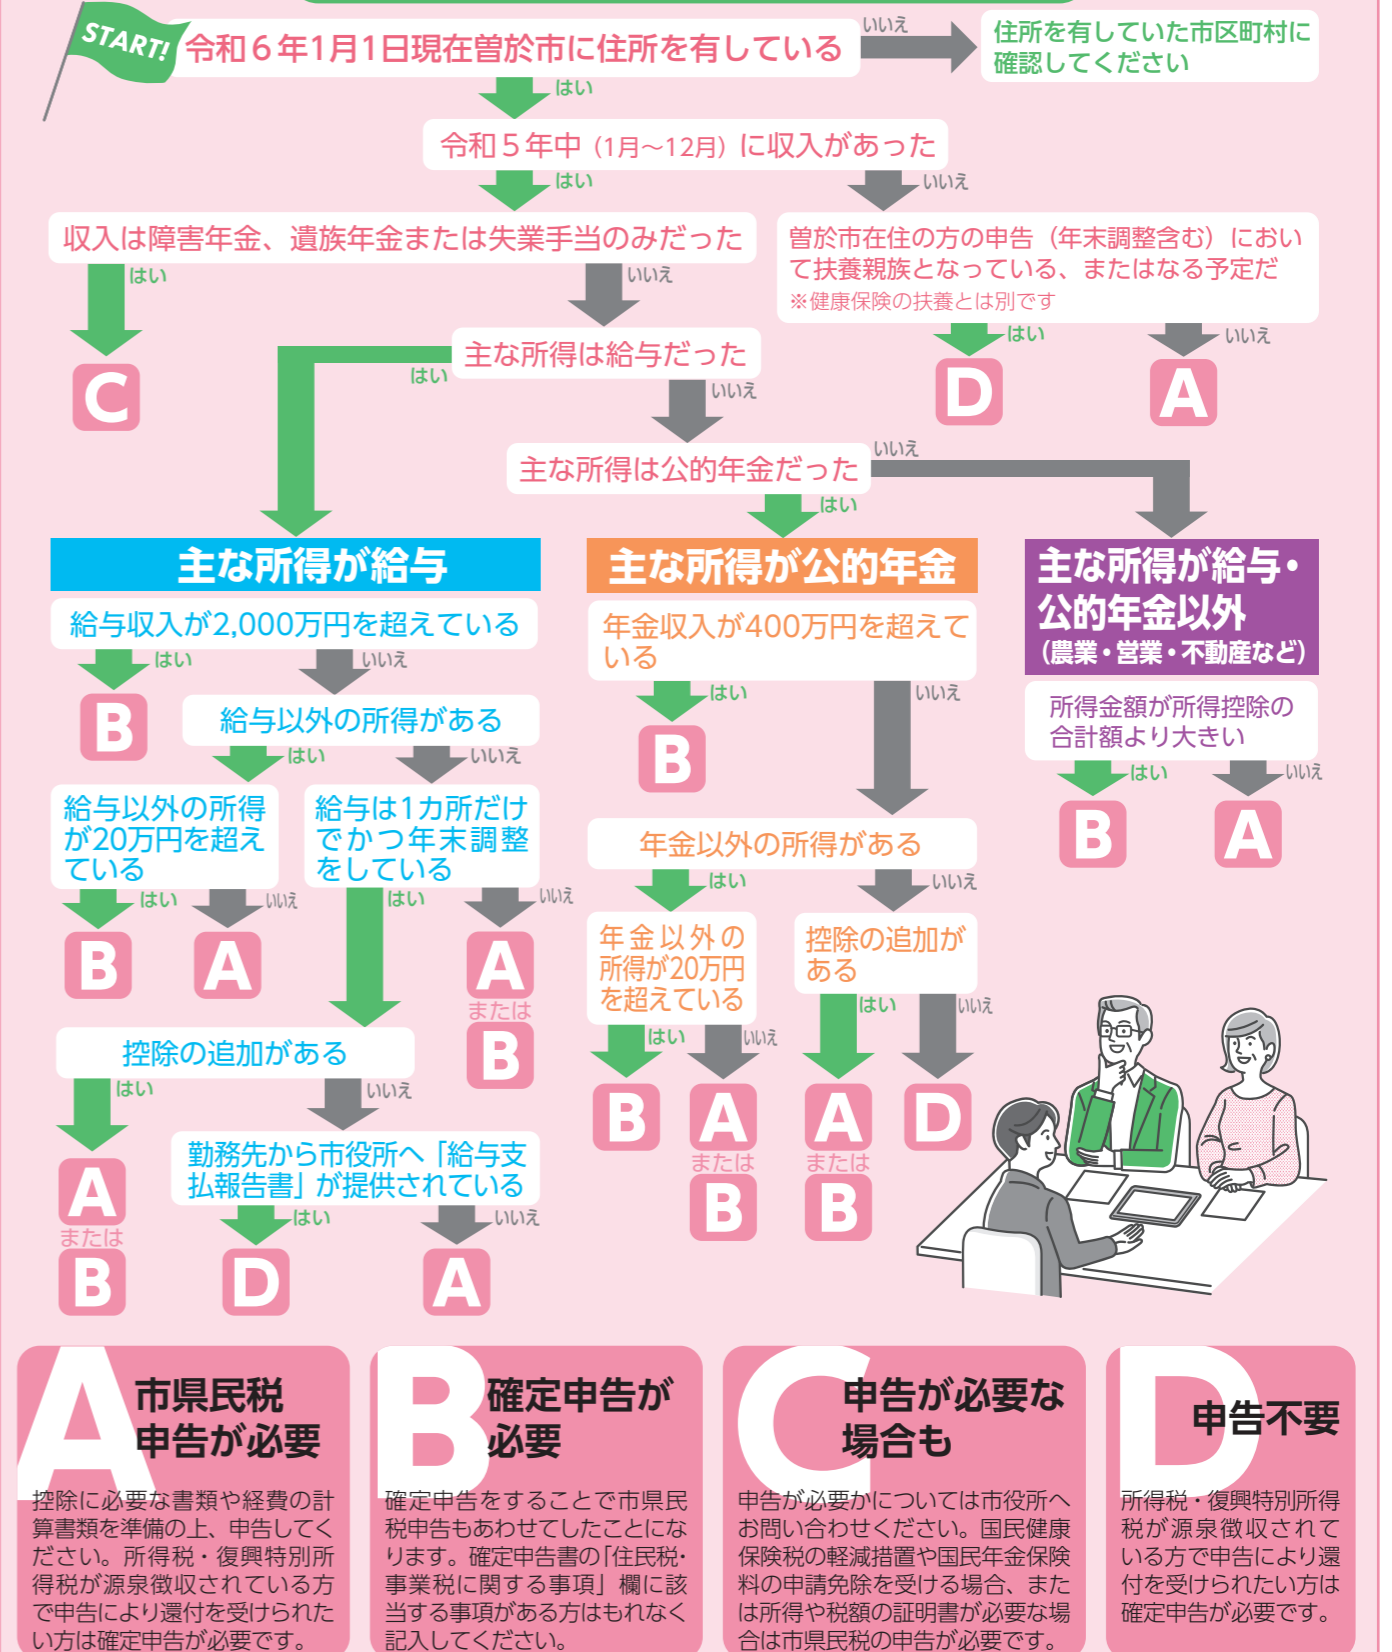 START!
令和６年1月1日現在曽於市に住所を有している
いいえ
住所を有していた市区町村に
確認してください
はい
令和５年中（1月～12月）に収入があった
はい
いいえ
収入は障害年金、遺族年金または失業手当のみだった
はい
いいえ
曽於市在住の方の申告（年末調整含む）におい
て扶養親族となっている、またはなる予定だ
※健康保険の扶養とは別です
はい
いいえ
C
D
A
主な所得は給与だった
はい
いいえ
主な所得は公的年金だった
いいえ
はい
主な所得が給与
給与収入が2,000万円を超えている
はい
いいえ
B
給与以外の所得がある
はい
いいえ
給与以外の所得
が20万円を超え
ている
はい
いいえ
B
A
給与は1カ所だけ
でかつ年末調整
をしている
はい
いいえ
A
または
B
控除の追加がある
はい
いいえ
A
または
B
勤務先から市役所へ「給与支
払報告書」が提供されている
はい
いいえ
D
A
主な所得が公的年金
年金収入が400万円を超えて
いる
はい
いいえ
B
年金以外の所得がある
はい
いいえ
年金以外の
所得が20万円
を超えている
はい
いいえ
B
A
または
B
控除の追加が
ある
はい
いいえ
A
または
B
D
主な所得が給与・
公的年金以外
（農業・営業・不動産など）
所得金額が所得控除の
合計額より大きい
はい
いいえ
B
A
A
市県民税
申告が必要
控除に必要な書類や経費の計
算書類を準備の上、申告してく
ださい。所得税・復興特別所
得税が源泉徴収されている方
で申告により還付を受けられた
い方は確定申告が必要です。
B
確定申告が
必要
確定申告をすることで市県民
税申告もあわせてしたことにな
ります。確定申告書の「住民税・
事業税に関する事項」欄に該
当する事項がある方はもれなく
記入してください。
C
申告が必要な
場合も
申告が必要かについては市役所へ
お問い合わせください。国民健康
保険税の軽減措置や国民年金保険
料の申請免除を受ける場合、また
は所得や税額の証明書が必要な場
合は市県民税の申告が必要です。
D
申告不要
所得税・復興特別所得
税が源泉徴収されて
いる方で申告により還
付を受けられたい方は
確定申告が必要です。